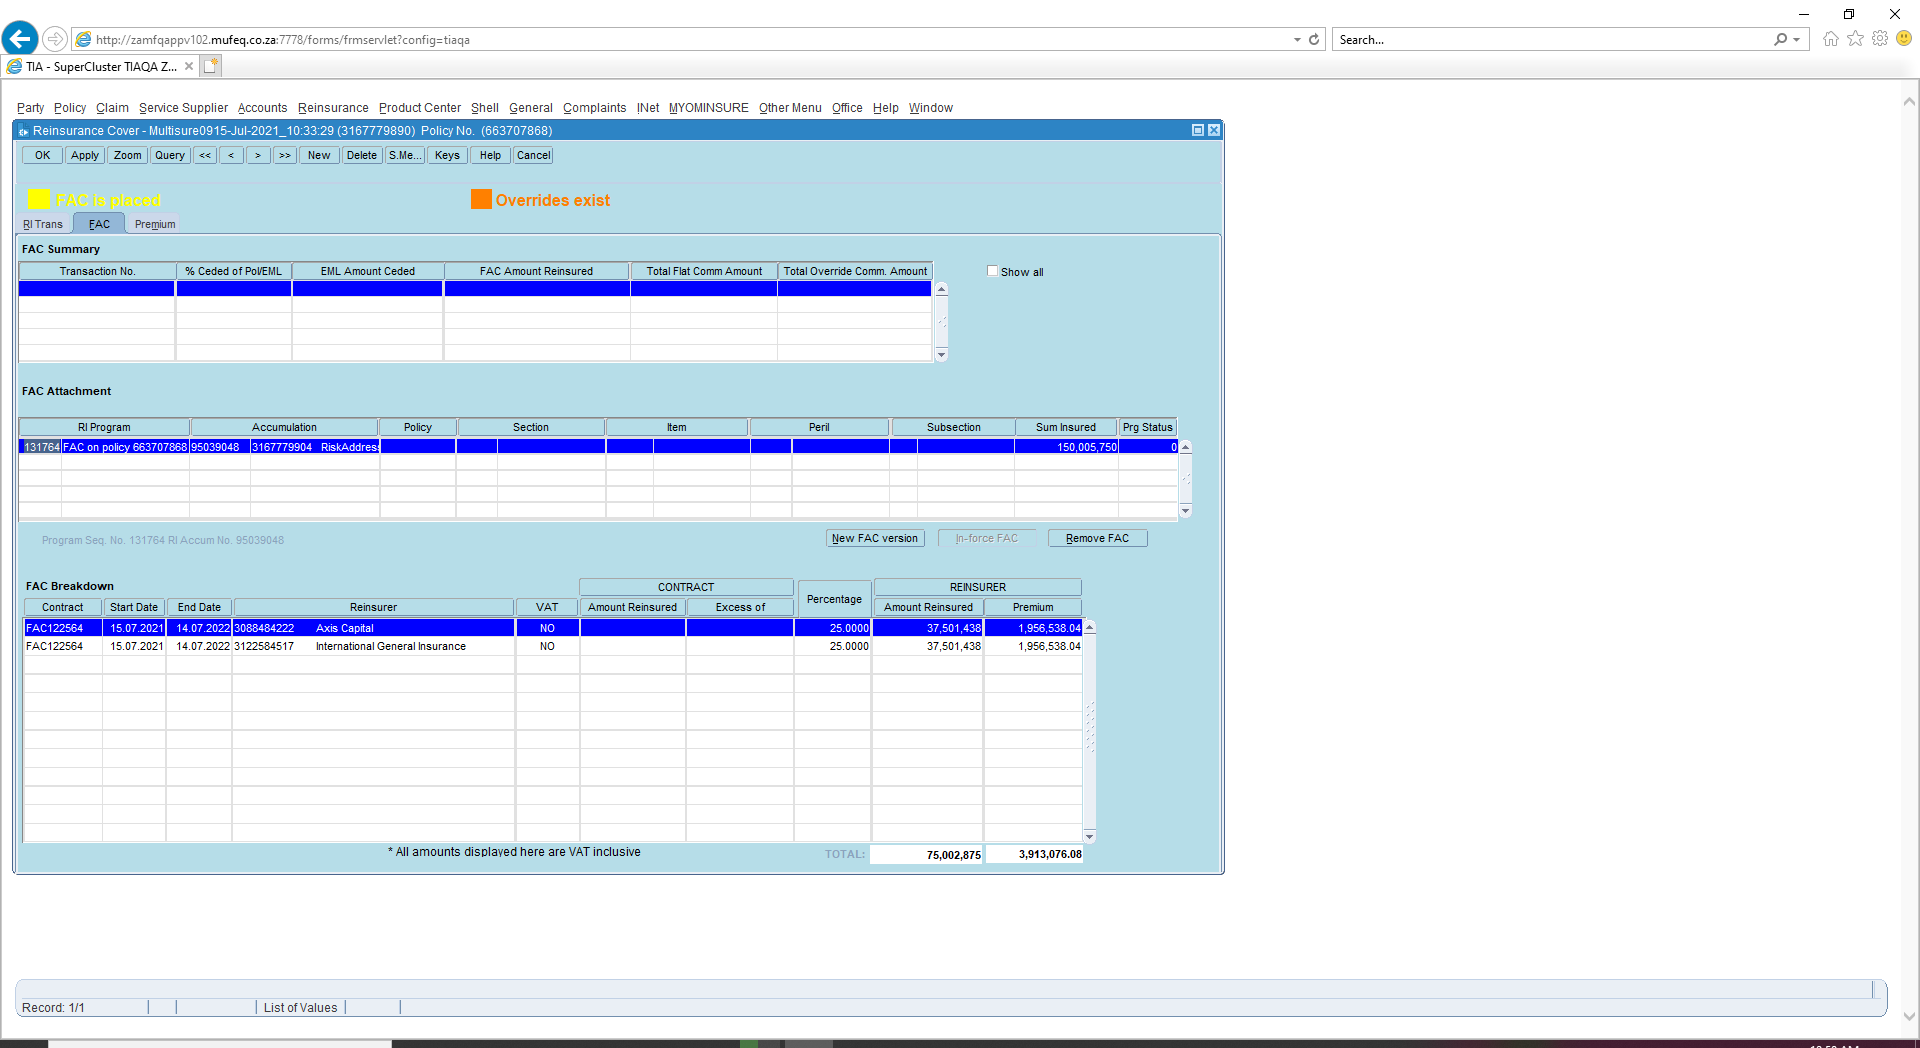 http://zamfqappv102.mufeq.co.za:7778/forms/frmservlet?config=tiaqa
Search...
TIA - SuperCluster TIAQA Z...
Party Policy Claim Service Supplier Accounts Reinsurance Product Center Shell General Complaints INet MYOMINSURE Other Menu Office Help Window
Reinsurance Cover - Multisure0915-Jul-2021_10:33:29 (3167779890) Policy No. (663707868)
OK Apply Zoom Query << < > >> New Delete S.Me... Keys Help Cancel
FAC is placed Overrides exist
RI Trans FAC Premium
FAC Summary
Transaction No. % Ceded of Pol/EML EML Amount Ceded FAC Amount Reinsured Total Flat Comm Amount Total Override Comm. Amount Show all
FAC Attachment
RI Program Accumulation Policy Section Item Peril Subsection Sum Insured Prg Status
131764 FAC on policy 663707868 95039048 3167779904 RiskAddress 150,005,750 0
Program Seq. No. 131764 RI Accum No. 95039048
New FAC version In-force FAC Remove FAC
FAC Breakdown CONTRACT Percentage REINSURER
Contract Start Date End Date Reinsurer VAT Amount Reinsured Excess of Amount Reinsured Premium
FAC122564 15.07.2021 14.07.2022 3088484222 Axis Capital NO 25.0000 37,501,438 1,956,538.04
FAC122564 15.07.2021 14.07.2022 3122584517 International General Insurance NO 25.0000 37,501,438 1,956,538.04
* All amounts displayed here are VAT inclusive
TOTAL: 75,002,875 3,913,076.08
Record: 1/1 List of Values